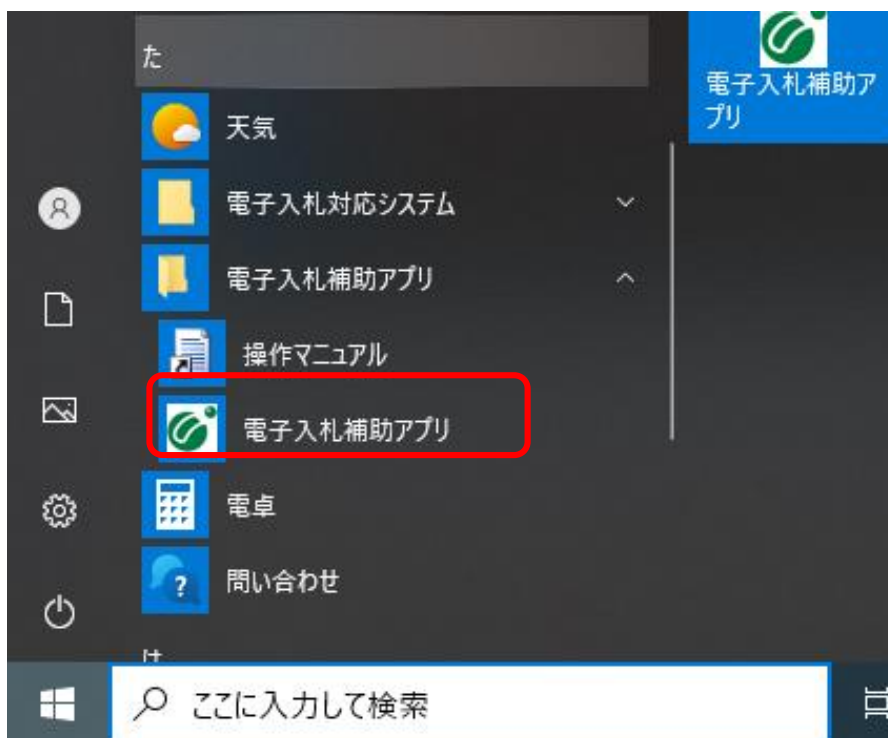 た
電子入札補助ア
プリ
天気
電子入札対応システム
電子入札補助アプリ
操作マニュアル
電子入札補助アプリ
電卓
問い合わせ
は
ここに入力して検索